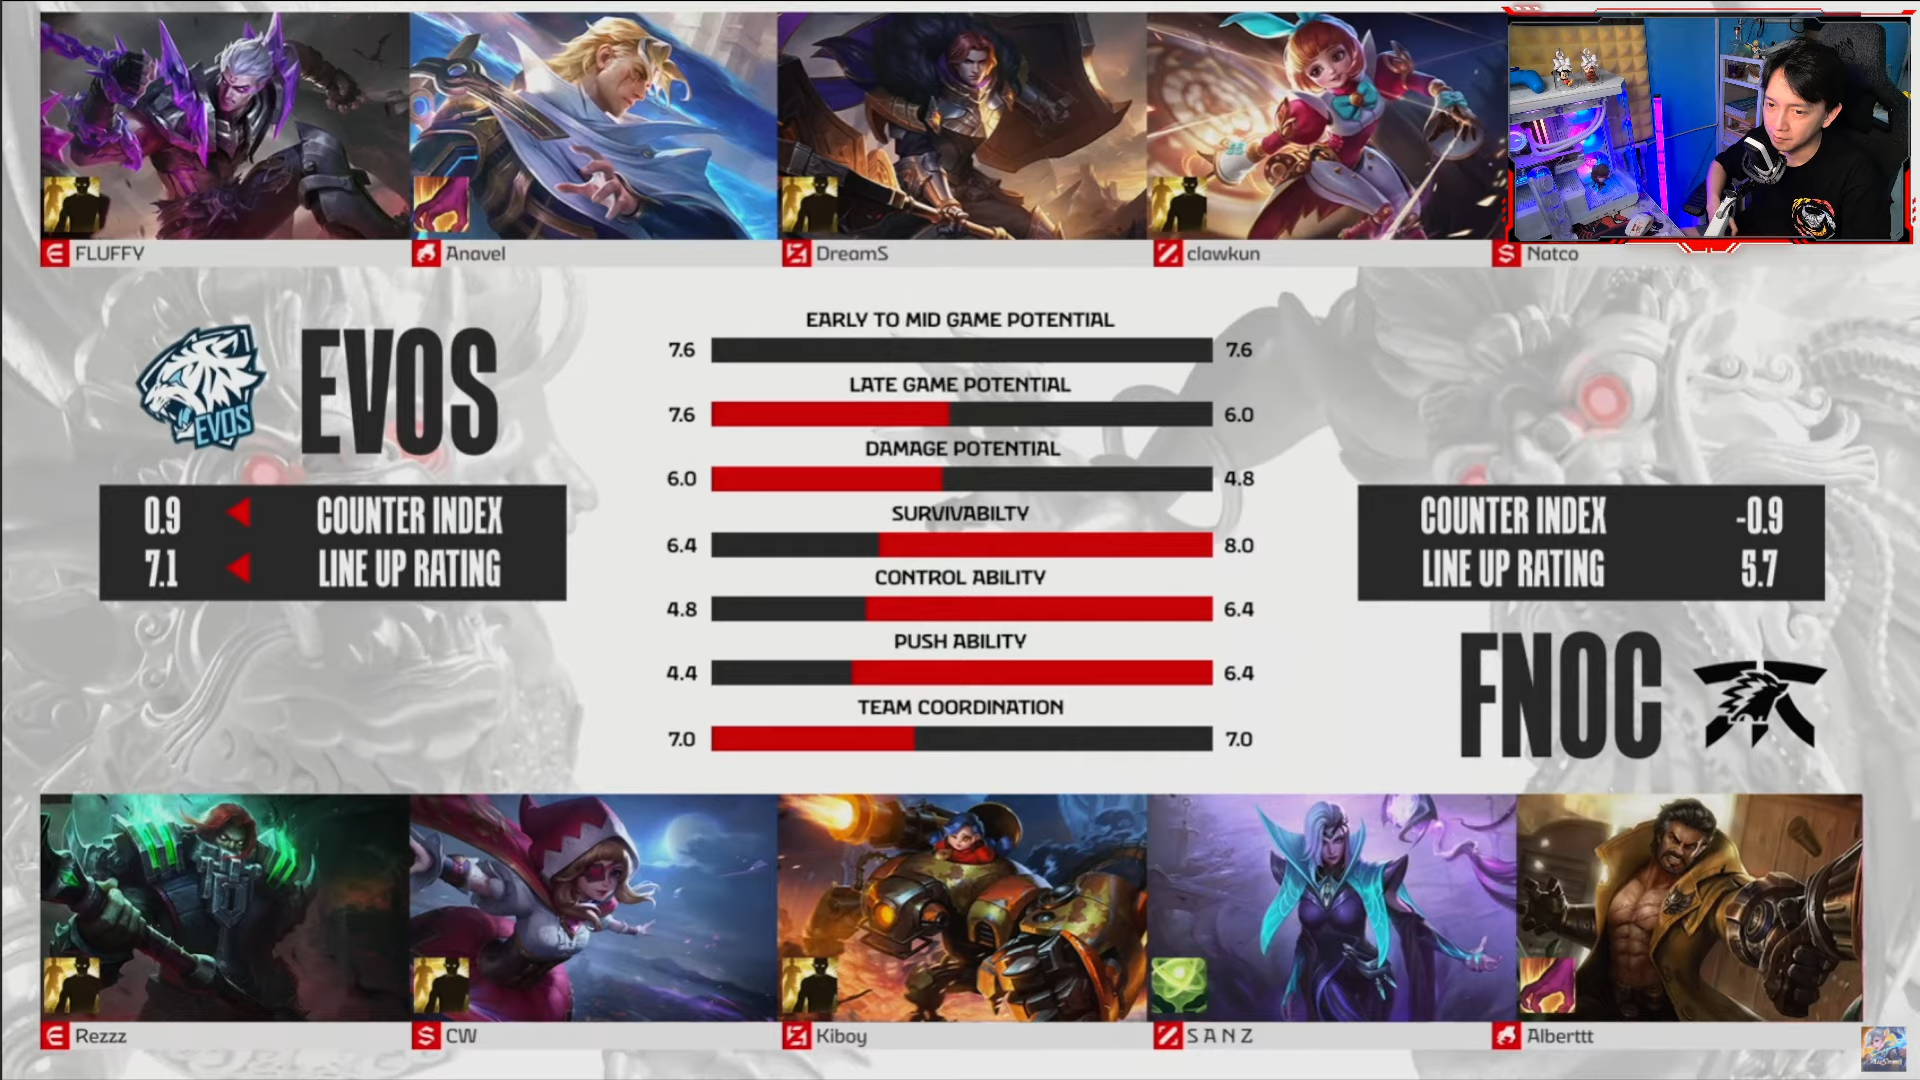 FLUFFY
Anavel
DreamS
clawkun
Natco
EVOS
EVOS
0.9 COUNTER INDEX
7.1 LINE UP RATING
EARLY TO MID GAME POTENTIAL
7.6 7.6
LATE GAME POTENTIAL
7.6 6.0
DAMAGE POTENTIAL
6.0 4.8
SURVIVABILTY
6.4 8.0
CONTROL ABILITY
4.8 6.4
PUSH ABILITY
4.4 6.4
TEAM COORDINATION
7.0 7.0
COUNTER INDEX -0.9
LINE UP RATING 5.7
FNOC
Rezzz
CW
Kiboy
S A N Z
Alberttt